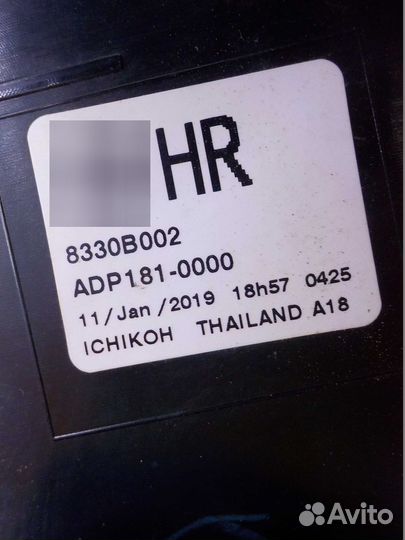 HR
8330B002
ADP181-0000
11/Jan/2019 18h57 0425
ICHIKOH THAILAND A18
Avito